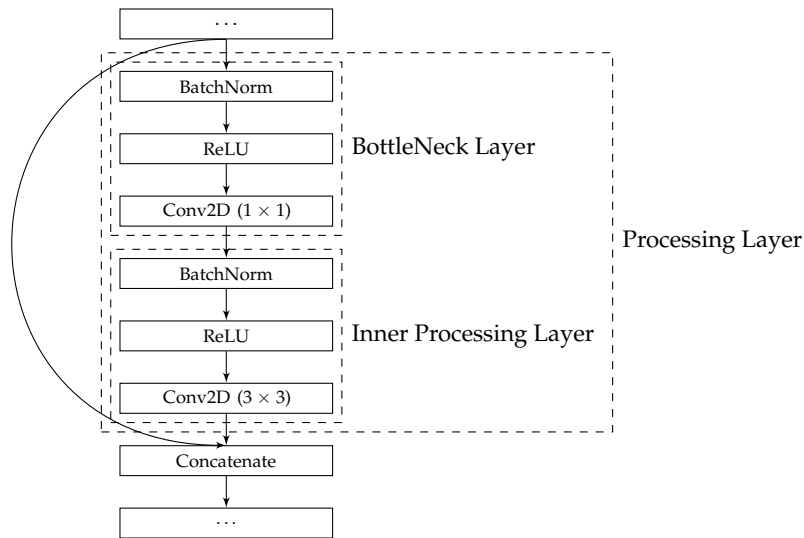 ...
BatchNorm
ReLU
BottleNeck Layer
Conv2D (1 × 1)
Processing Layer
BatchNorm
ReLU
Inner Processing Layer
Conv2D (3 × 3)
Concatenate
...